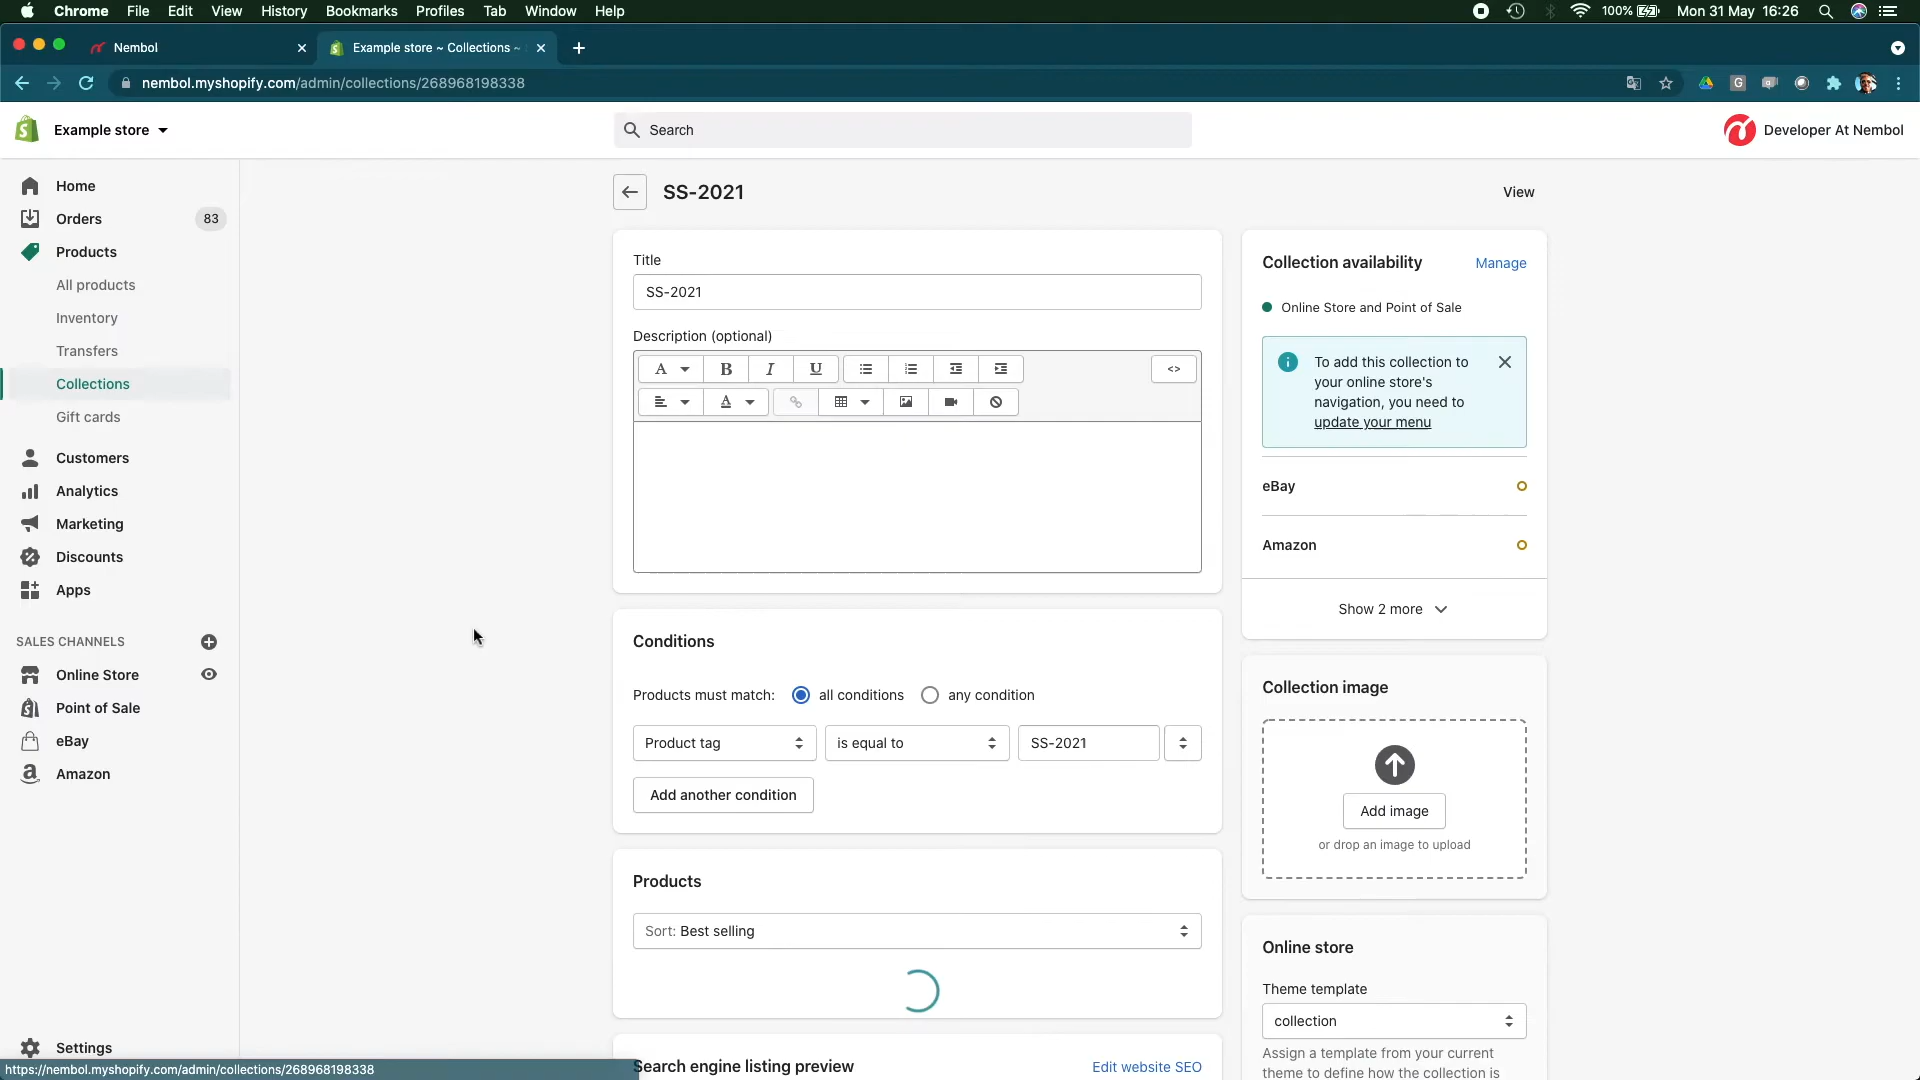 Chrome File Edit View History Bookmarks Profiles Tab Window Help 100% Mon 31 May 16:26
Nembol
Example store ~ Collections ~
nembol.myshopify.com/admin/collections/268968198338
Example store
Search
Developer At Nembol
Home
Orders 83
Products
All products
Inventory
Transfers
Collections
Gift cards
Customers
Analytics
Marketing
Discounts
Apps
SALES CHANNELS
Online Store
Point of Sale
eBay
Amazon
Settings
https://nembol.myshopify.com/admin/collections/268968198338
SS-2021
View
Title
SS-2021
Description (optional)
A B I U <>
A
Conditions
Products must match: all conditions any condition
Product tag is equal to SS-2021
Add another condition
Products
Sort: Best selling
Search engine listing preview
Edit website SEO
Collection availability Manage
Online Store and Point of Sale
To add this collection to
your online store's
navigation, you need to
update your menu
eBay
Amazon
Show 2 more
Collection image
Add image
or drop an image to upload
Online store
Theme template
collection
Assign a template from your current
theme to define how the collection is